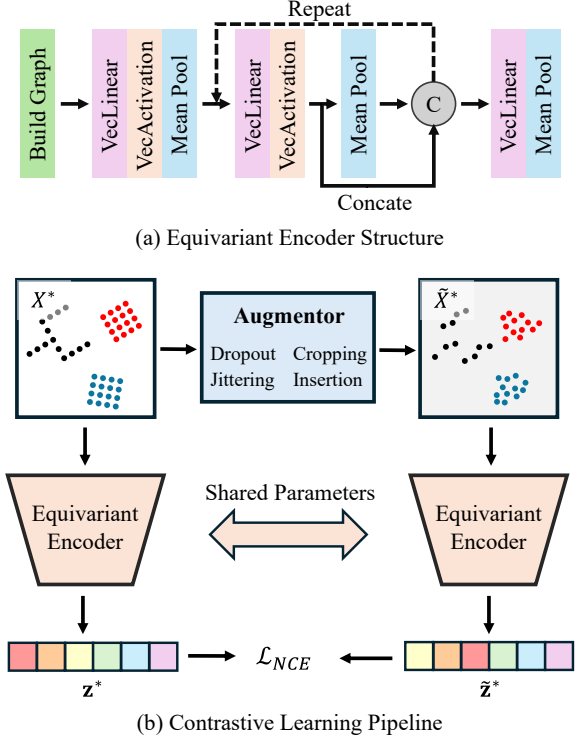 Repeat
Build Graph
VecLinear
VecActivation
Mean Pool
VecLinear
VecActivation
Mean Pool
C
VecLinear
Mean Pool
Concate
(a) Equivariant Encoder Structure
X*
Augmentor
Dropout Cropping
Jittering Insertion
X̃*
Equivariant
Encoder
Shared Parameters
Equivariant
Encoder
z*
ℒ_NCE
z̃*
(b) Contrastive Learning Pipeline